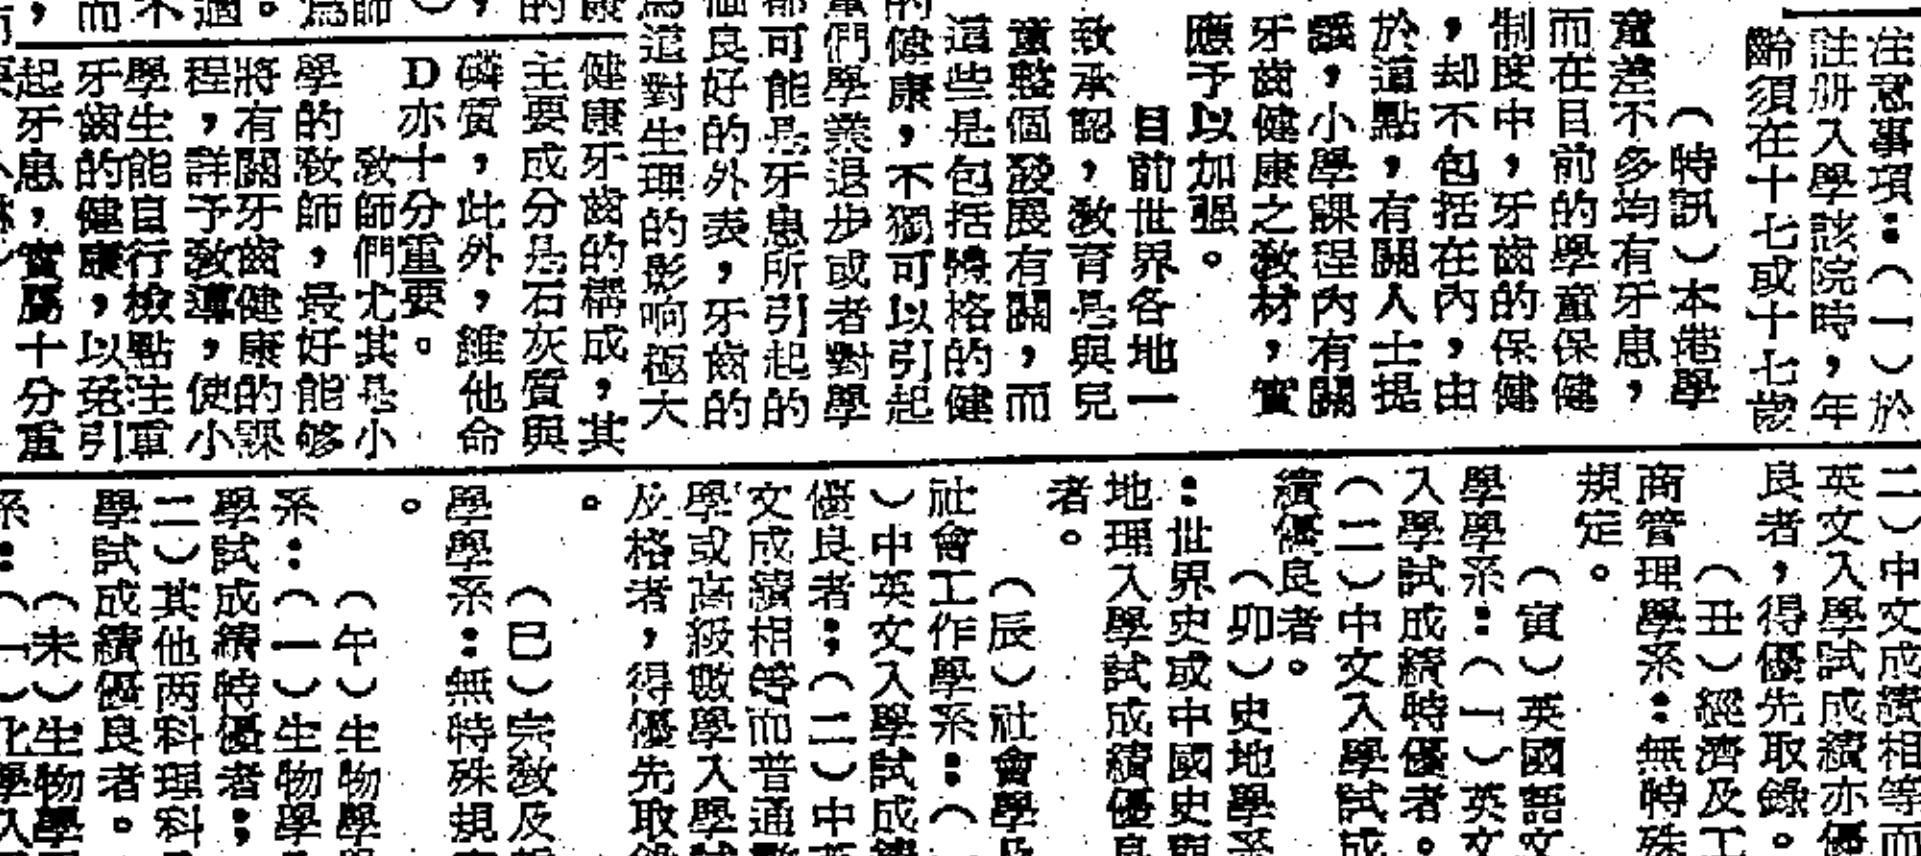 注意事項：（一）於
註册入學該院時，年
齡須在十七或十七歲
（時訊）本港學
童差不多均有牙患，
而在目前的學童保健
制度中，牙齒的保健
，却不包括在內，由
於這點，有關人士提
議，小學課程內有關
牙齒健康之教材，實
應予以加强。
目前世界各地一
致承認，教育是與兒
童整個發展有關，而
這些是包括體格的健
的健康，不獨可以引起
童們學業退步或者對學
都可能是牙患所引起的
個良好的外表，牙齒的
為這對生理的影响極大
健康牙齒的構成，其
主要成分是石灰質與
磷質，此外，維他命
D亦十分重要。
教師們尤其是小
學的教師，最好能够
將有關牙齒健康的課
程，詳予教導，使小
學生能自行檢點注重
牙齒的健康，以免引
起牙患，實屬十分重
二）中文成績相等而
英文入學試成績亦優
良者，得優先取錄。
（丑）經濟及工
商管理學系：無特殊
規定。
（寅）英國語文
學學系：（一）英文
入學試成績特優者。
（二）中文入學試成
績優良者。
（卯）史地學系
：世界史或中國史與
地理入學試成績優良
者。
（辰）社會學及
社會工作學系：（一
）中英文入學試成績
優良者；（二）中英
文成績相等而普通數
學或高級數學入學試
及格者，得優先取錄
。
（巳）宗教及哲
學學系：無特殊規定
。
（午）生物學
系：（一）生物學
學試成績特優者；
二）其他两科理科
學試成績優良者。
（未）生物學
系：（一）化學入